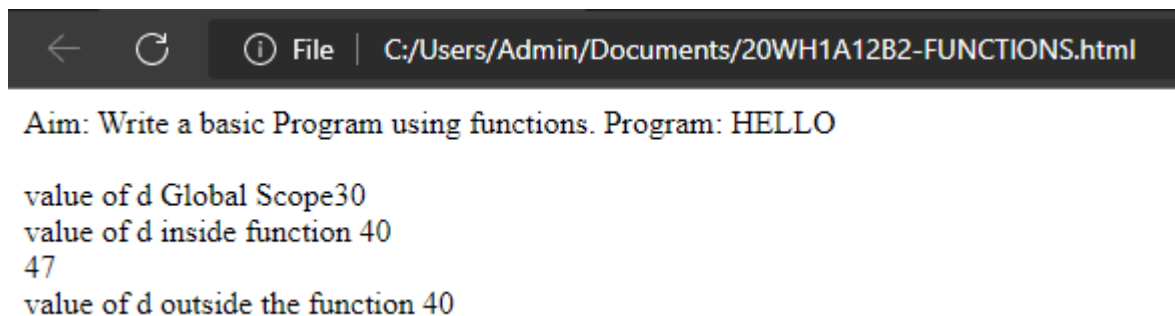 File | C:/Users/Admin/Documents/20WH1A12B2-FUNCTIONS.html
Aim: Write a basic Program using functions. Program: HELLO
value of d Global Scope30
value of d inside function 40
47
value of d outside the function 40